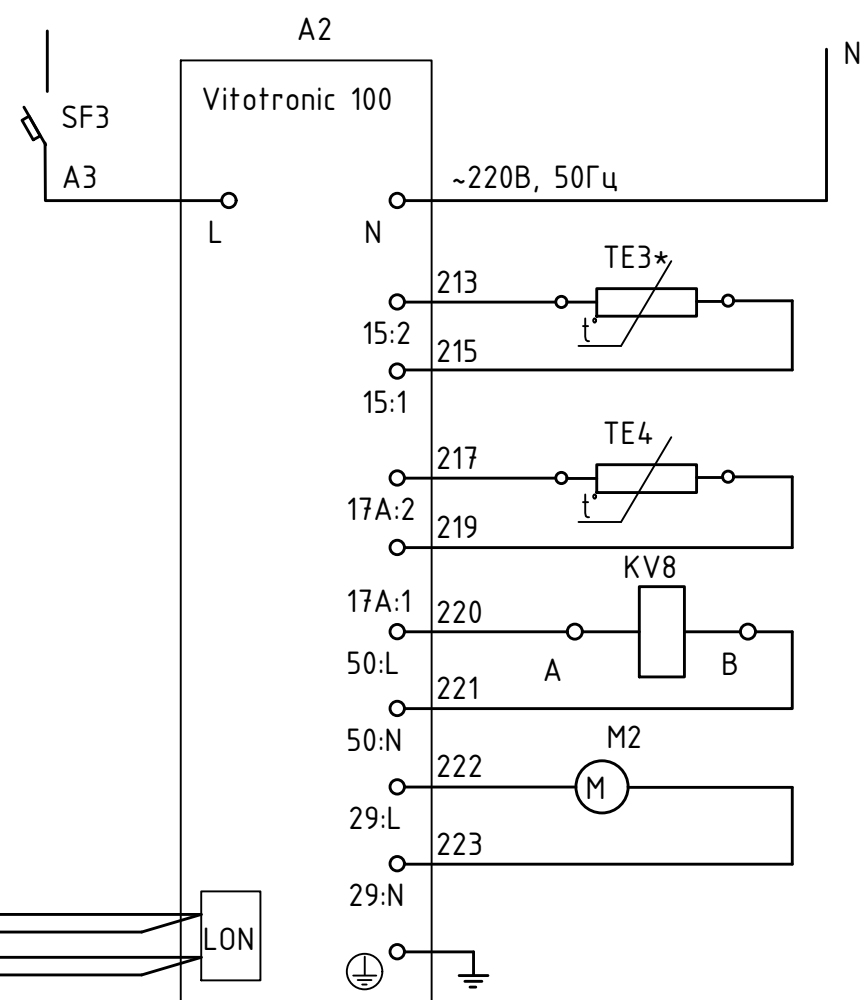 A2
N
Vitotronic 100
SF3
A3
~220В, 50Гц
L
N
TE3*
213
t°
15:2
215
15:1
TE4
217
t°
17A:2
219
KV8
17A:1
220
50:L
A
B
221
50:N
M2
222
M
29:L
223
29:N
LON